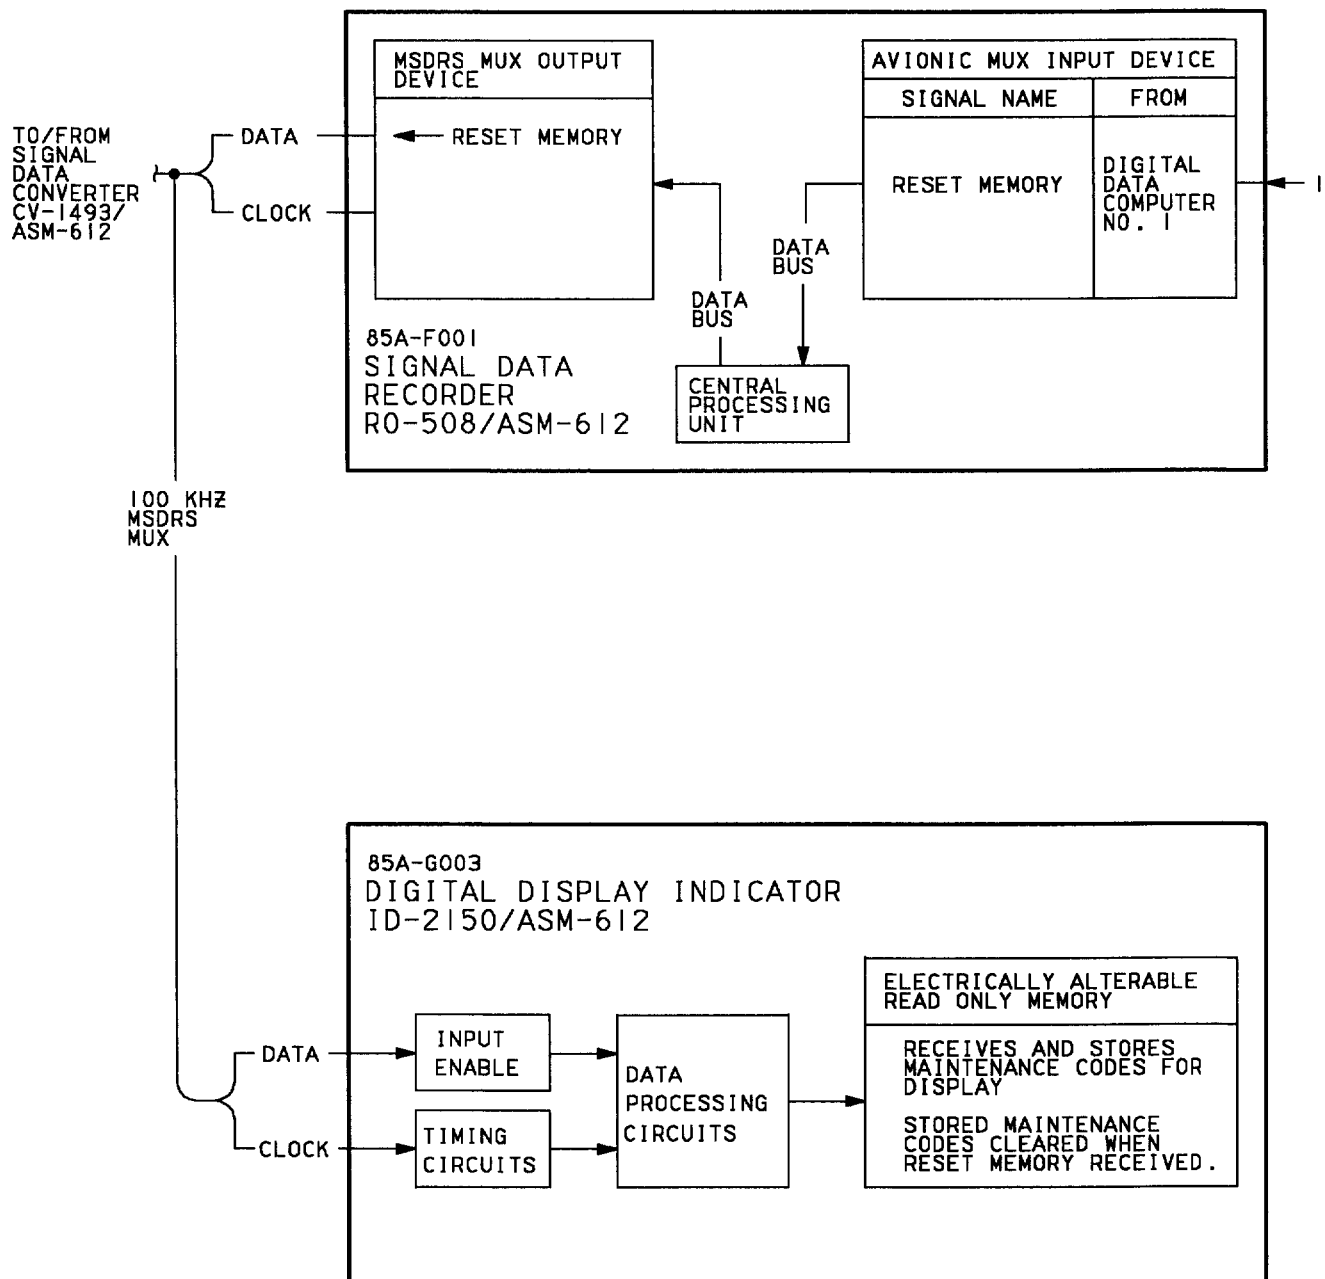 MSDRS MUX OUTPUT
DEVICE
RESET MEMORY
AVIONIC MUX INPUT DEVICE
SIGNAL NAME
FROM
RESET MEMORY
DIGITAL
DATA
COMPUTER
NO. 1
1
TO/FROM
SIGNAL
DATA
CONVERTER
CV-1493/
ASM-612
DATA
CLOCK
DATA
BUS
DATA
BUS
CENTRAL
PROCESSING
UNIT
85A-F001
SIGNAL DATA
RECORDER
RO-508/ASM-612
100 KHZ
MSDRS
MUX
85A-G003
DIGITAL DISPLAY INDICATOR
ID-2150/ASM-612
DATA
CLOCK
INPUT
ENABLE
TIMING
CIRCUITS
DATA
PROCESSING
CIRCUITS
ELECTRICALLY ALTERABLE
READ ONLY MEMORY
RECEIVES AND STORES
MAINTENANCE CODES FOR
DISPLAY
STORED MAINTENANCE
CODES CLEARED WHEN
RESET MEMORY RECEIVED.